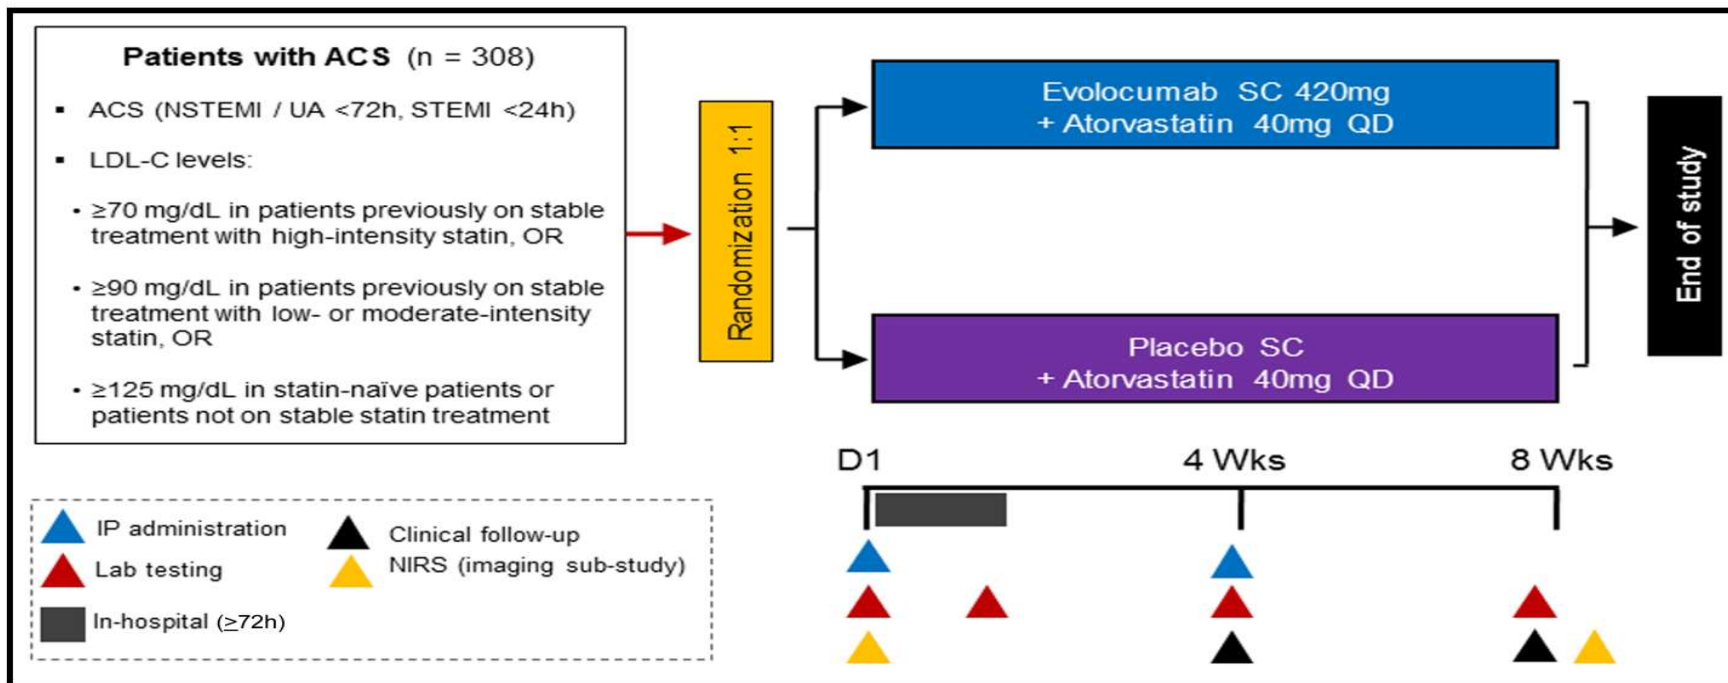 Patients with ACS (n = 308)
▪ ACS (NSTEMI / UA <72h, STEMI <24h)
▪ LDL-C levels:
• ≥70 mg/dL in patients previously on stable
treatment with high-intensity statin, OR
• ≥90 mg/dL in patients previously on stable
treatment with low- or moderate-intensity
statin, OR
• ≥125 mg/dL in statin-naïve patients or
patients not on stable statin treatment
Randomization 1:1
Evolocumab SC 420mg
+ Atorvastatin 40mg QD
Placebo SC
+ Atorvastatin 40mg QD
End of study
D1
4 Wks
8 Wks
IP administration
Clinical follow-up
Lab testing
NIRS (imaging sub-study)
In-hospital (≥72h)